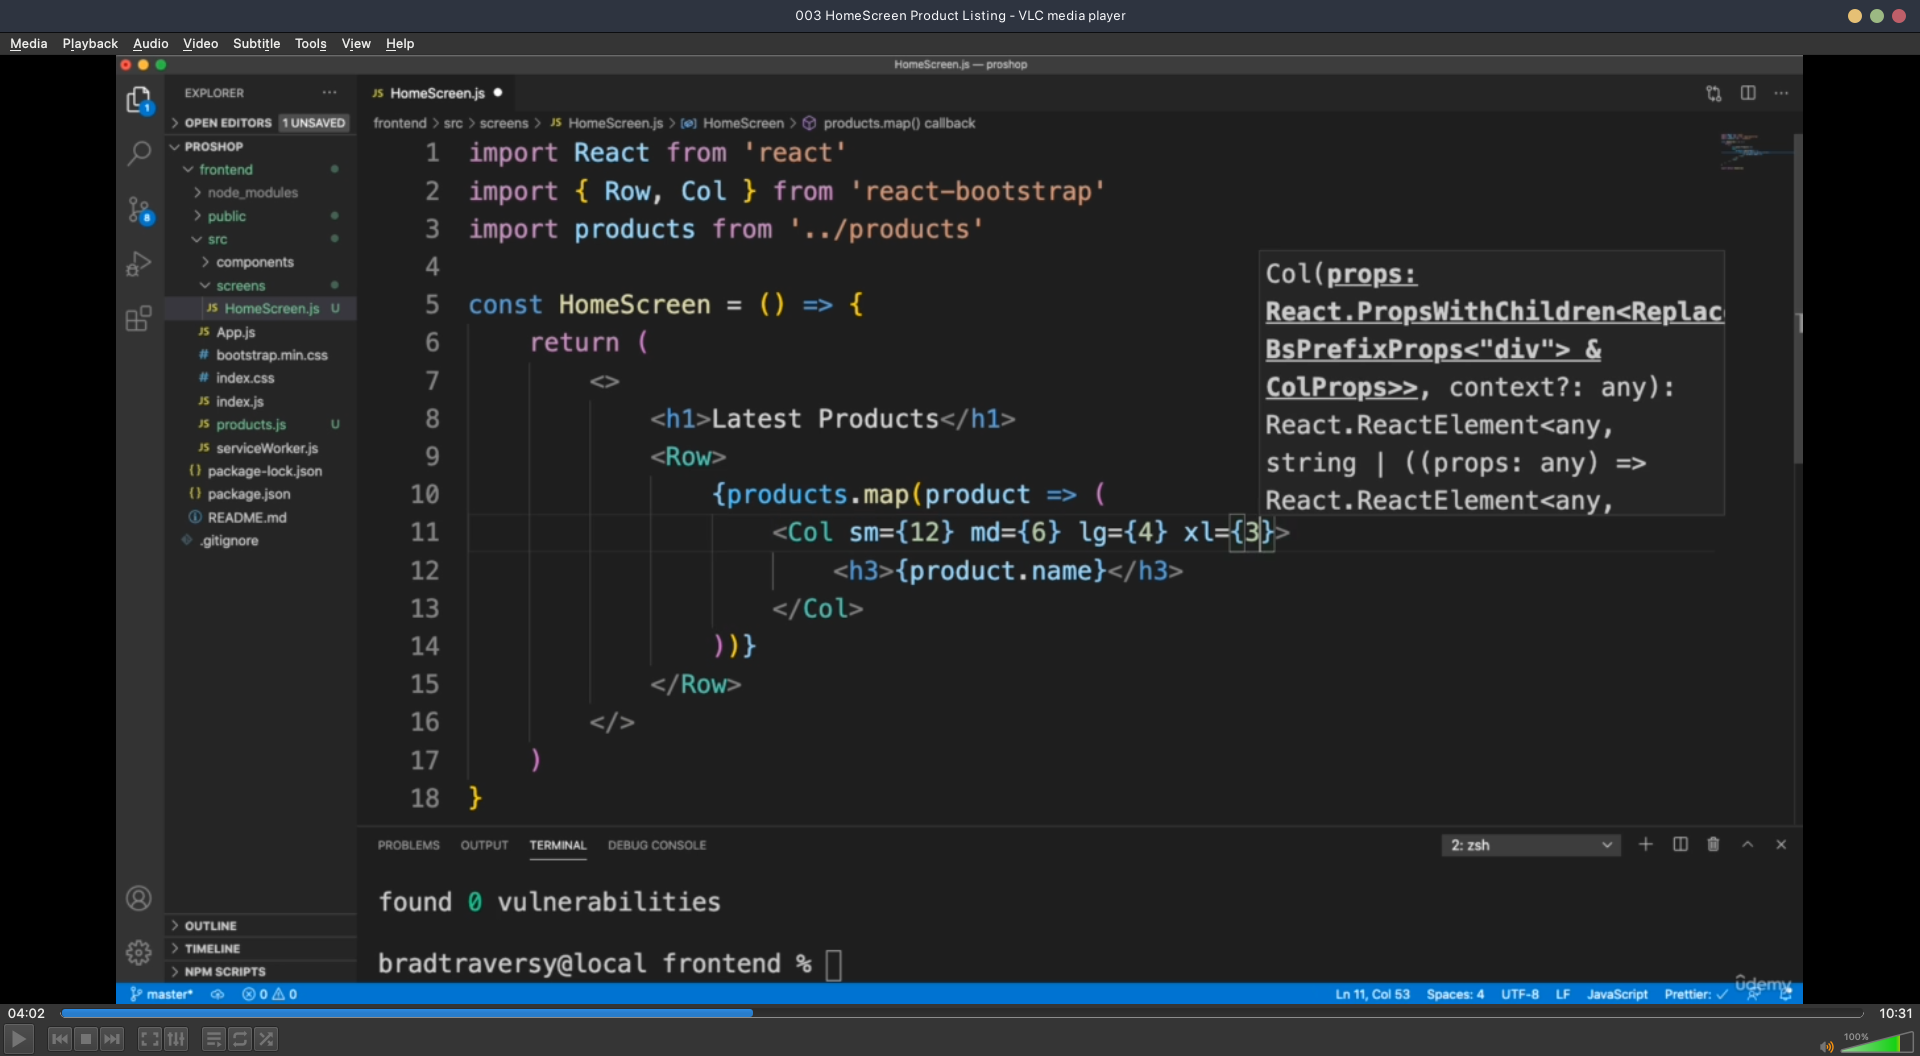 003 HomeScreen Product Listing - VLC media player
Media Playback Audio Video Subtitle Tools View Help
HomeScreen.js — proshop
EXPLORER
OPEN EDITORS 1 UNSAVED
PROSHOP
frontend
node_modules
public
src
components
screens
JS HomeScreen.js U
JS App.js
# bootstrap.min.css
# index.css
JS index.js
JS products.js U
JS serviceWorker.js
{} package-lock.json
{} package.json
README.md
.gitignore
OUTLINE
TIMELINE
NPM SCRIPTS
1
8
JS HomeScreen.js
frontend > src > screens > JS HomeScreen.js > HomeScreen > products.map() callback
1 import React from 'react'
2 import { Row, Col } from 'react-bootstrap'
3 import products from '../products'
4
5 const HomeScreen = () => {
6 return (
7 <>
8 <h1>Latest Products</h1>
9 <Row>
10 {products.map(product => (
11 <Col sm={12} md={6} lg={4} xl={3}>
12 <h3>{product.name}</h3>
13 </Col>
14 ))}
15 </Row>
16 </>
17 )
18 }
Col(props:
React.PropsWithChildren<Replac
BsPrefixProps<"div"> &
ColProps>>, context?: any):
React.ReactElement<any,
string | ((props: any) =>
React.ReactElement<any,
PROBLEMS OUTPUT TERMINAL DEBUG CONSOLE
2: zsh
found 0 vulnerabilities
bradtraversy@local frontend %
master* 0 0
Ln 11, Col 53 Spaces: 4 UTF-8 LF JavaScript Prettier: ✓
udemy
04:02
10:31
100%